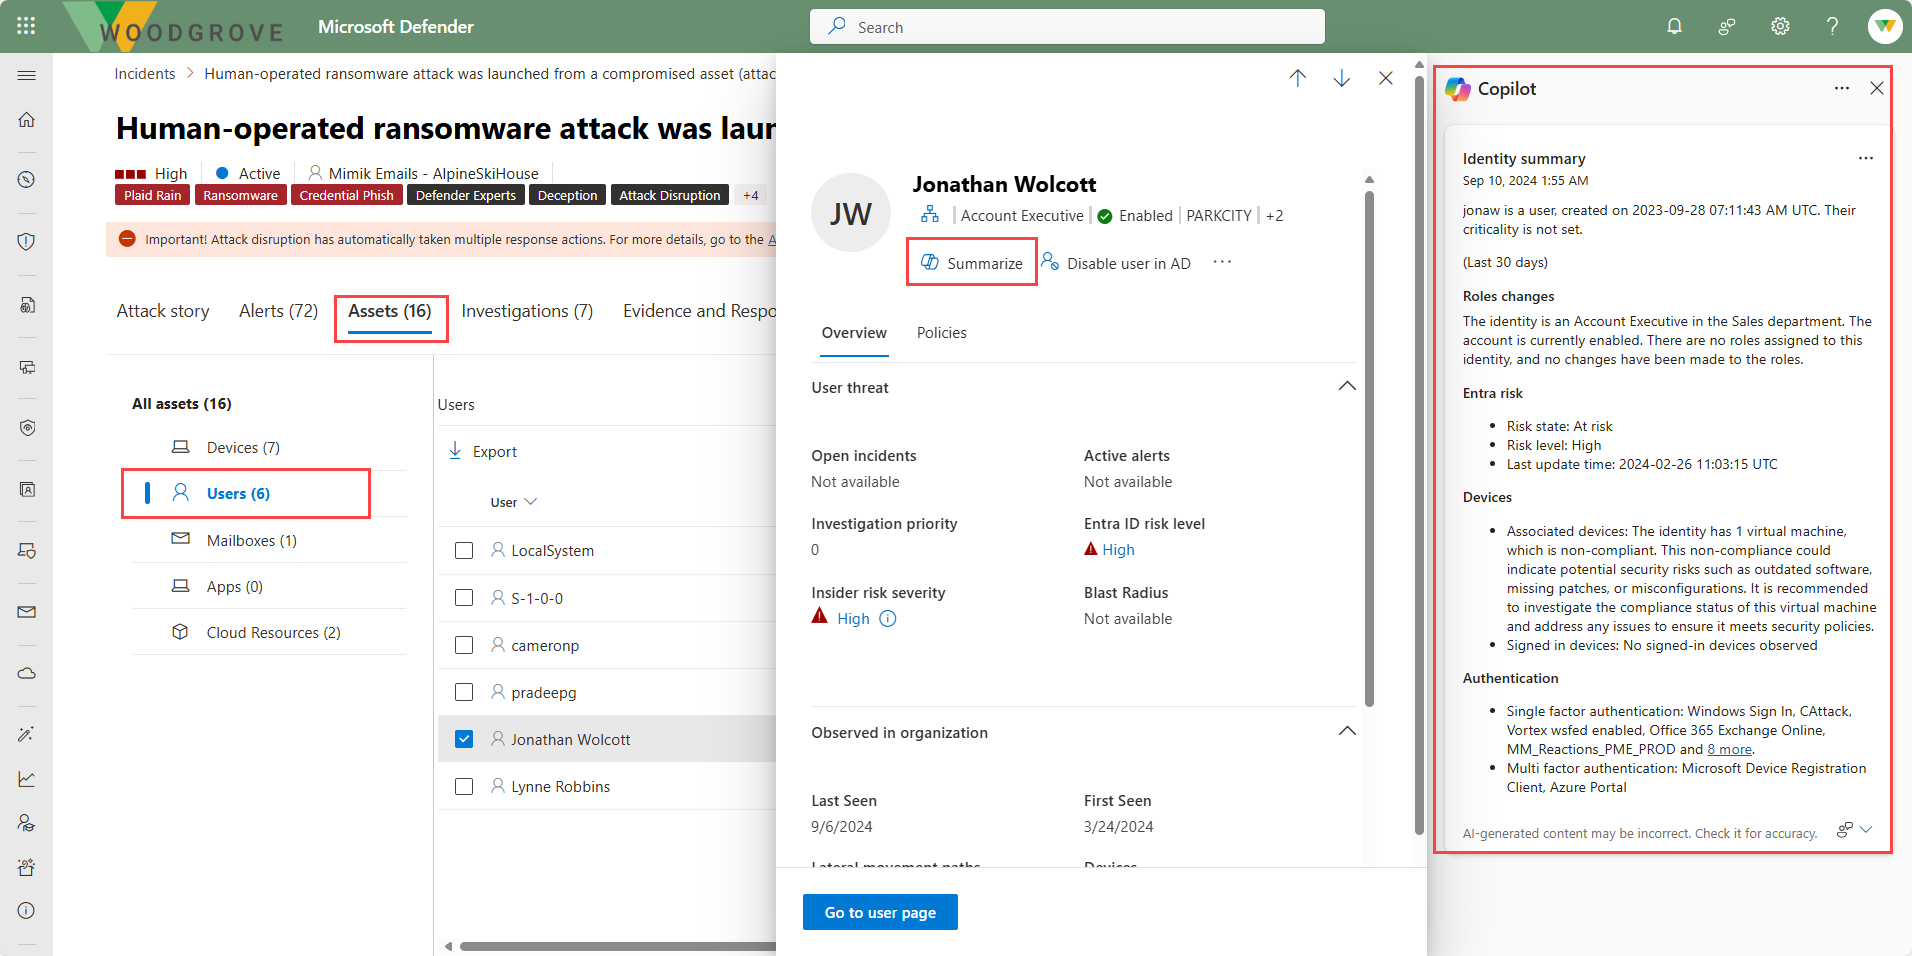 WOODGROVE
Microsoft Defender
Search
Incidents > Human-operated ransomware attack was launched from a compromised asset (attac
Human-operated ransomware attack was laun
High
Active
Mimik Emails - AlpineSkiHouse
Plaid Rain
Ransomware
Credential Phish
Defender Experts
Deception
Attack Disruption
+4
Important! Attack disruption has automatically taken multiple response actions. For more details, go to the A
Attack story
Alerts (72)
Assets (16)
Investigations (7)
Evidence and Respo
All assets (16)
Devices (7)
Users (6)
Mailboxes (1)
Apps (0)
Cloud Resources (2)
Users
Export
User
LocalSystem
S-1-0-0
cameronp
pradeepg
Jonathan Wolcott
Lynne Robbins
JW
Jonathan Wolcott
Account Executive
Enabled
PARKCITY
+2
Summarize
Disable user in AD
Overview
Policies
User threat
Open incidents
Not available
Active alerts
Not available
Investigation priority
0
Entra ID risk level
High
Insider risk severity
High
Blast Radius
Not available
Observed in organization
Last Seen
9/6/2024
First Seen
3/24/2024
Lateral movement paths
Devices
Go to user page
Copilot
Identity summary
Sep 10, 2024 1:55 AM
jonaw is a user, created on 2023-09-28 07:11:43 AM UTC. Their
criticality is not set.
(Last 30 days)
Roles changes
The identity is an Account Executive in the Sales department. The
account is currently enabled. There are no roles assigned to this
identity, and no changes have been made to the roles.
Entra risk
• Risk state: At risk
• Risk level: High
• Last update time: 2024-02-26 11:03:15 UTC
Devices
• Associated devices: The identity has 1 virtual machine,
which is non-compliant. This non-compliance could
indicate potential security risks such as outdated software,
missing patches, or misconfigurations. It is recommended
to investigate the compliance status of this virtual machine
and address any issues to ensure it meets security policies.
• Signed in devices: No signed-in devices observed
Authentication
• Single factor authentication: Windows Sign In, CAttack,
Vortex wsfed enabled, Office 365 Exchange Online,
MM_Reactions_PME_PROD and 8 more.
• Multi factor authentication: Microsoft Device Registration
Client, Azure Portal
AI-generated content may be incorrect. Check it for accuracy.